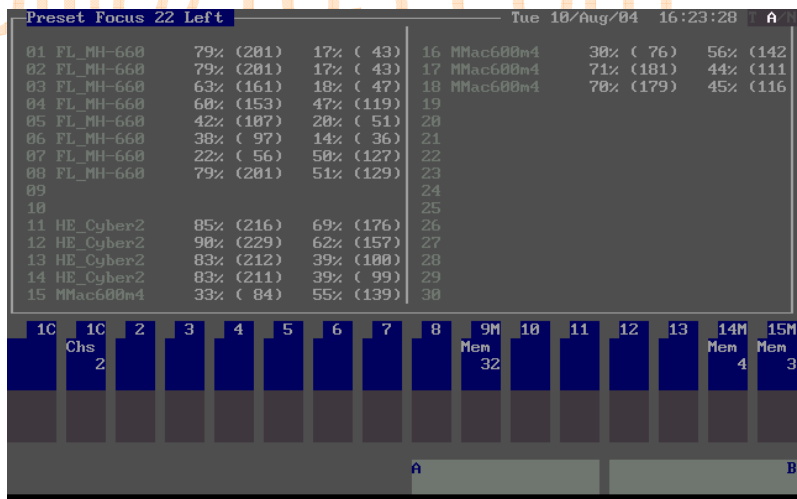 Preset Focus 22 Left Tue 10/Aug/04 16:23:28 T A/N
01 FL_MH-660 79% (201) 17% ( 43) 16 MMac600m4 30% ( 76) 56% (142
02 FL_MH-660 79% (201) 17% ( 43) 17 MMac600m4 71% (181) 44% (111
03 FL_MH-660 63% (161) 18% ( 47) 18 MMac600m4 70% (179) 45% (116
04 FL_MH-660 60% (153) 47% (119) 19
05 FL_MH-660 42% (107) 20% ( 51) 20
06 FL_MH-660 38% ( 97) 14% ( 36) 21
07 FL_MH-660 22% ( 56) 50% (127) 22
08 FL_MH-660 79% (201) 51% (129) 23
09 24
10 25
11 HE_Cyber2 85% (216) 69% (176) 26
12 HE_Cyber2 90% (229) 62% (157) 27
13 HE_Cyber2 83% (212) 39% (100) 28
14 HE_Cyber2 83% (211) 39% ( 99) 29
15 MMac600m4 33% ( 84) 55% (139) 30
1C 1C 2 3 4 5 6 7 8 9M 10 11 12 13 14M 15M
Chs Mem Mem Mem
2 32 4 3
A B